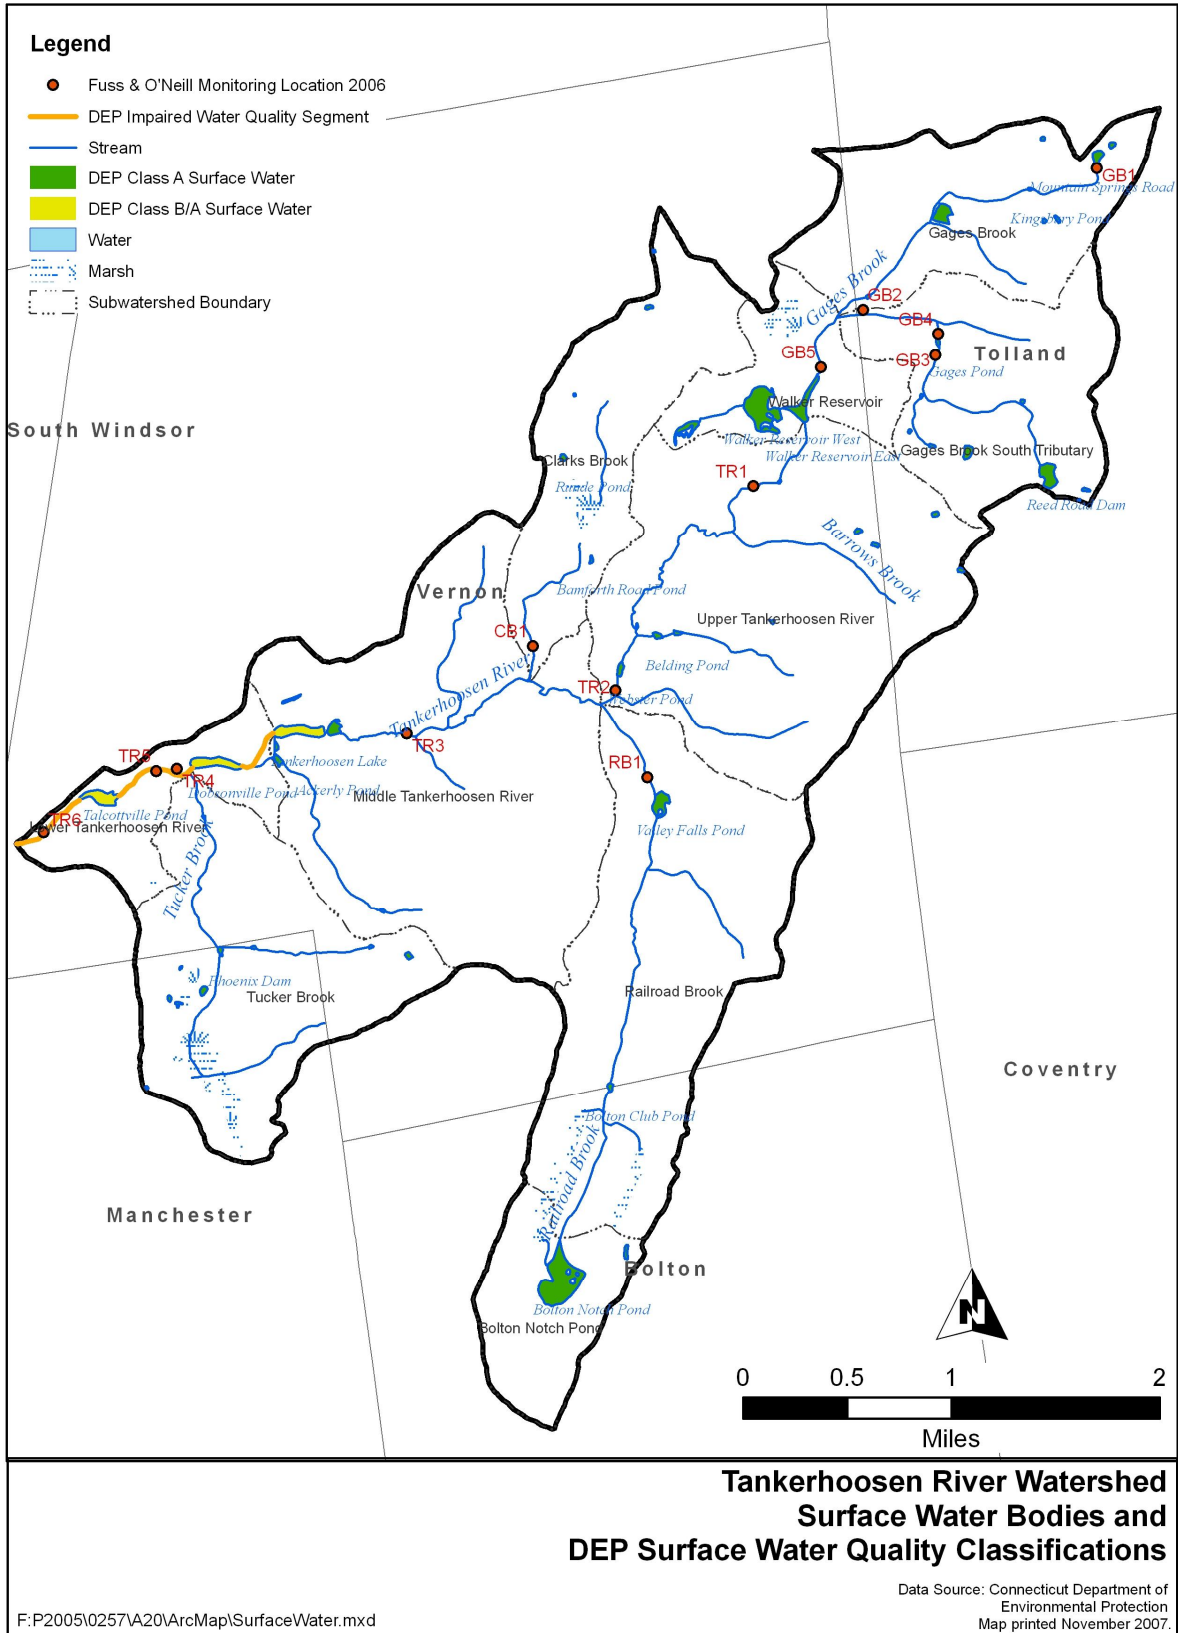 Legend
Fuss & O'Neill Monitoring Location 2006
DEP Impaired Water Quality Segment
Stream
DEP Class A Surface Water
DEP Class B/A Surface Water
Water
Marsh
Subwatershed Boundary
GB1
Mountain Springs Road
Kingsbury Pond
Gages Brook
Gages Brook
GB2
GB4
GB3
Tolland
GB5
Gages Pond
Walker Reservoir
South Windsor
Walker Reservoir West
Walker Reservoir East
Gages Brook South Tributary
Clarks Brook
TR1
Reed Road Dam
Barrows Brook
Vernon
Bamforth Road Pond
Upper Tankerhoosen River
CB1
Belding Pond
Tankerhoosen River
TR2
Webster Pond
TR3
TR5
Tankerhoosen Lake
RB1
TR4
Dobsonville Pond
Ackerly Pond
Middle Tankerhoosen River
Talcottville Pond
TR6
Lower Tankerhoosen River
Valley Falls Pond
Tucker Brook
Phoenix Dam
Tucker Brook
Railroad Brook
Coventry
Bolton Club Pond
Railroad Brook
Manchester
Bolton
Bolton Notch Pond
Bolton Notch Pond
N
0 0.5 1 2
Miles
Tankerhoosen River Watershed
Surface Water Bodies and
DEP Surface Water Quality Classifications
Data Source: Connecticut Department of
Environmental Protection
Map printed November 2007.
F:P2005\0257\A20\ArcMap\SurfaceWater.mxd